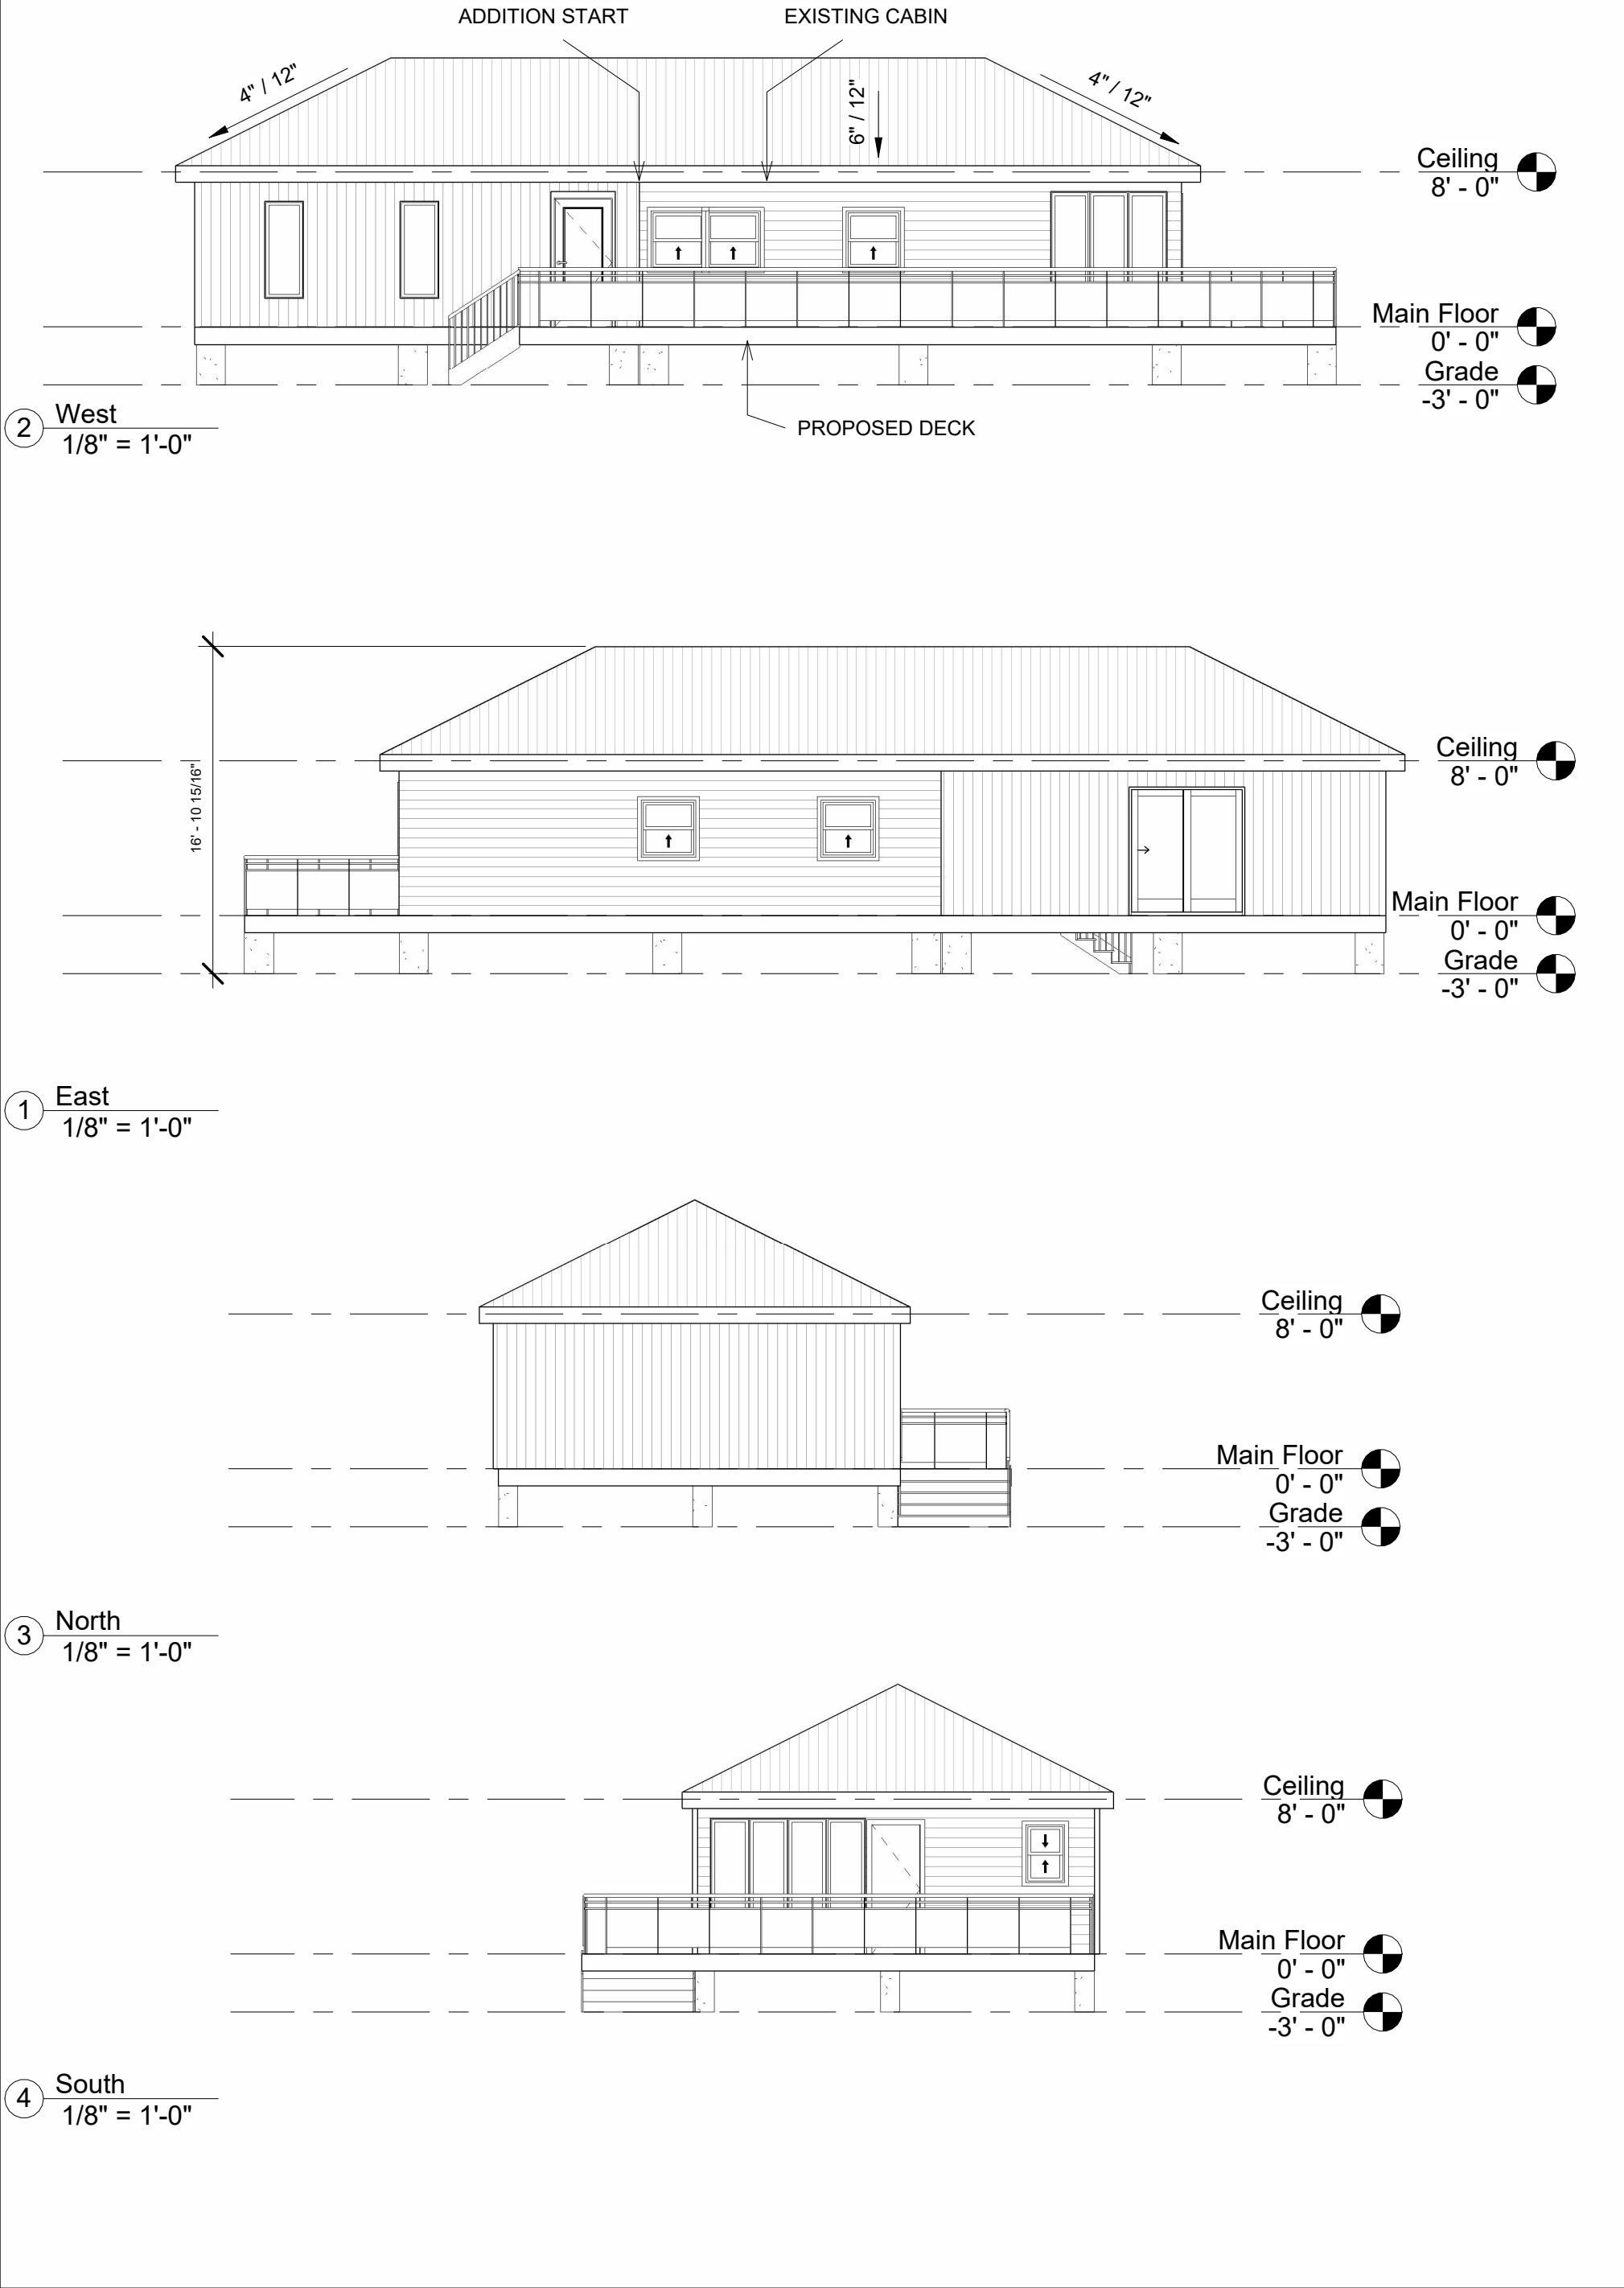 ADDITION START
EXISTING CABIN
4" / 12"
6" / 12"
4" / 12"
Ceiling
8' - 0"
Main Floor
0' - 0"
Grade
-3' - 0"
PROPOSED DECK
2
West
1/8" = 1'-0"
16' - 10 15/16"
Ceiling
8' - 0"
Main Floor
0' - 0"
Grade
-3' - 0"
1
East
1/8" = 1'-0"
Ceiling
8' - 0"
Main Floor
0' - 0"
Grade
-3' - 0"
3
North
1/8" = 1'-0"
Ceiling
8' - 0"
Main Floor
0' - 0"
Grade
-3' - 0"
4
South
1/8" = 1'-0"